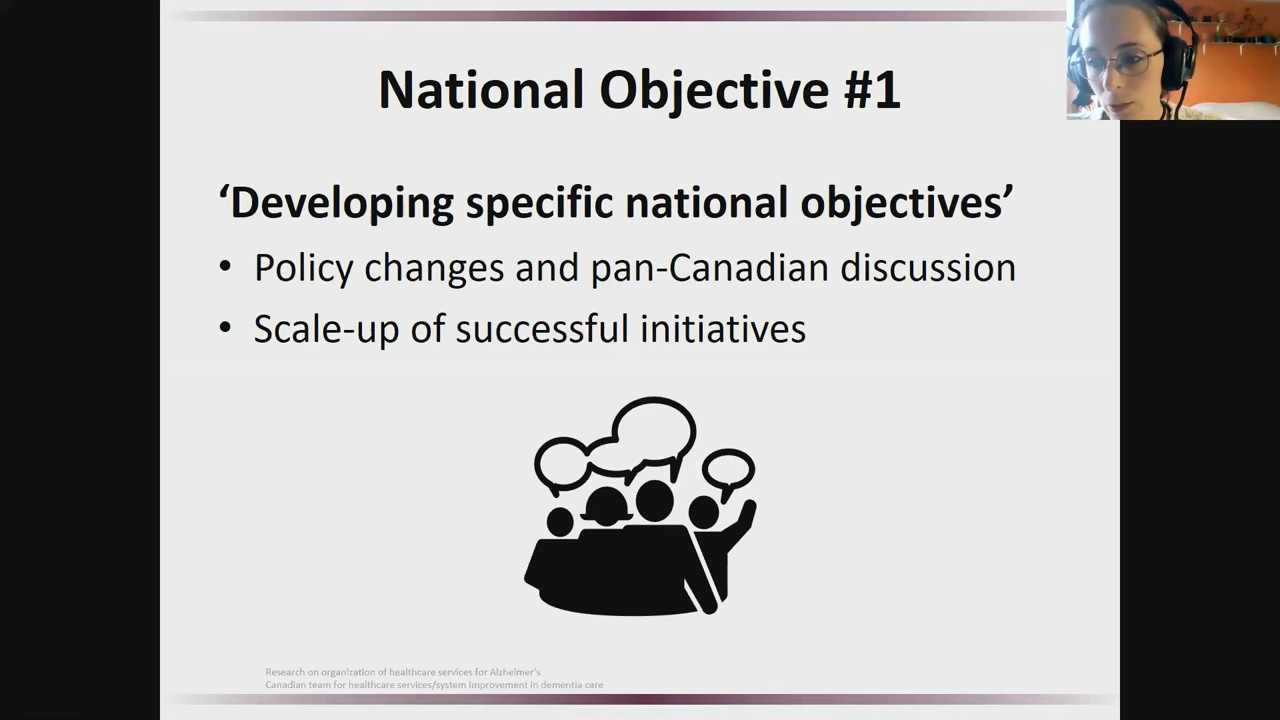 National Objective #1
‘Developing specific national objectives’
• Policy changes and pan-Canadian discussion
• Scale-up of successful initiatives
Research on organization of healthcare services for Alzheimer's
Canadian team for healthcare services/system improvement in dementia care